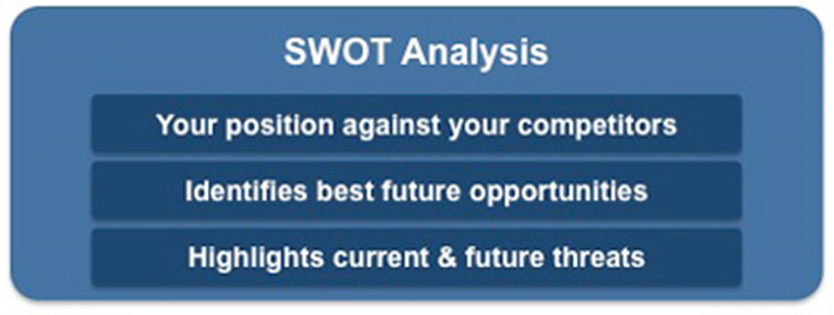 SWOT Analysis
Your position against your competitors
Identifies best future opportunities
Highlights current & future threats